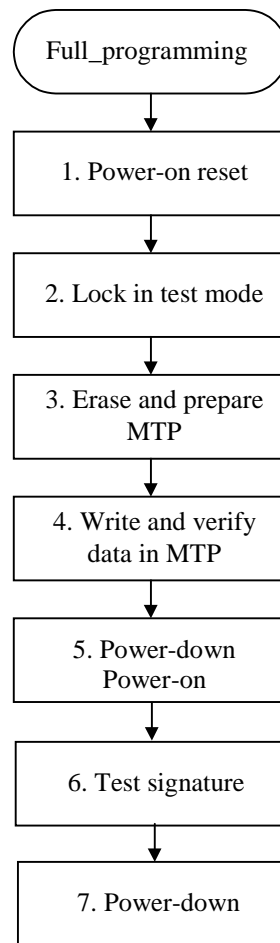 Full_programming
1. Power-on reset
2. Lock in test mode
3. Erase and prepare
MTP
4. Write and verify
data in MTP
5. Power-down
Power-on
6. Test signature
7. Power-down